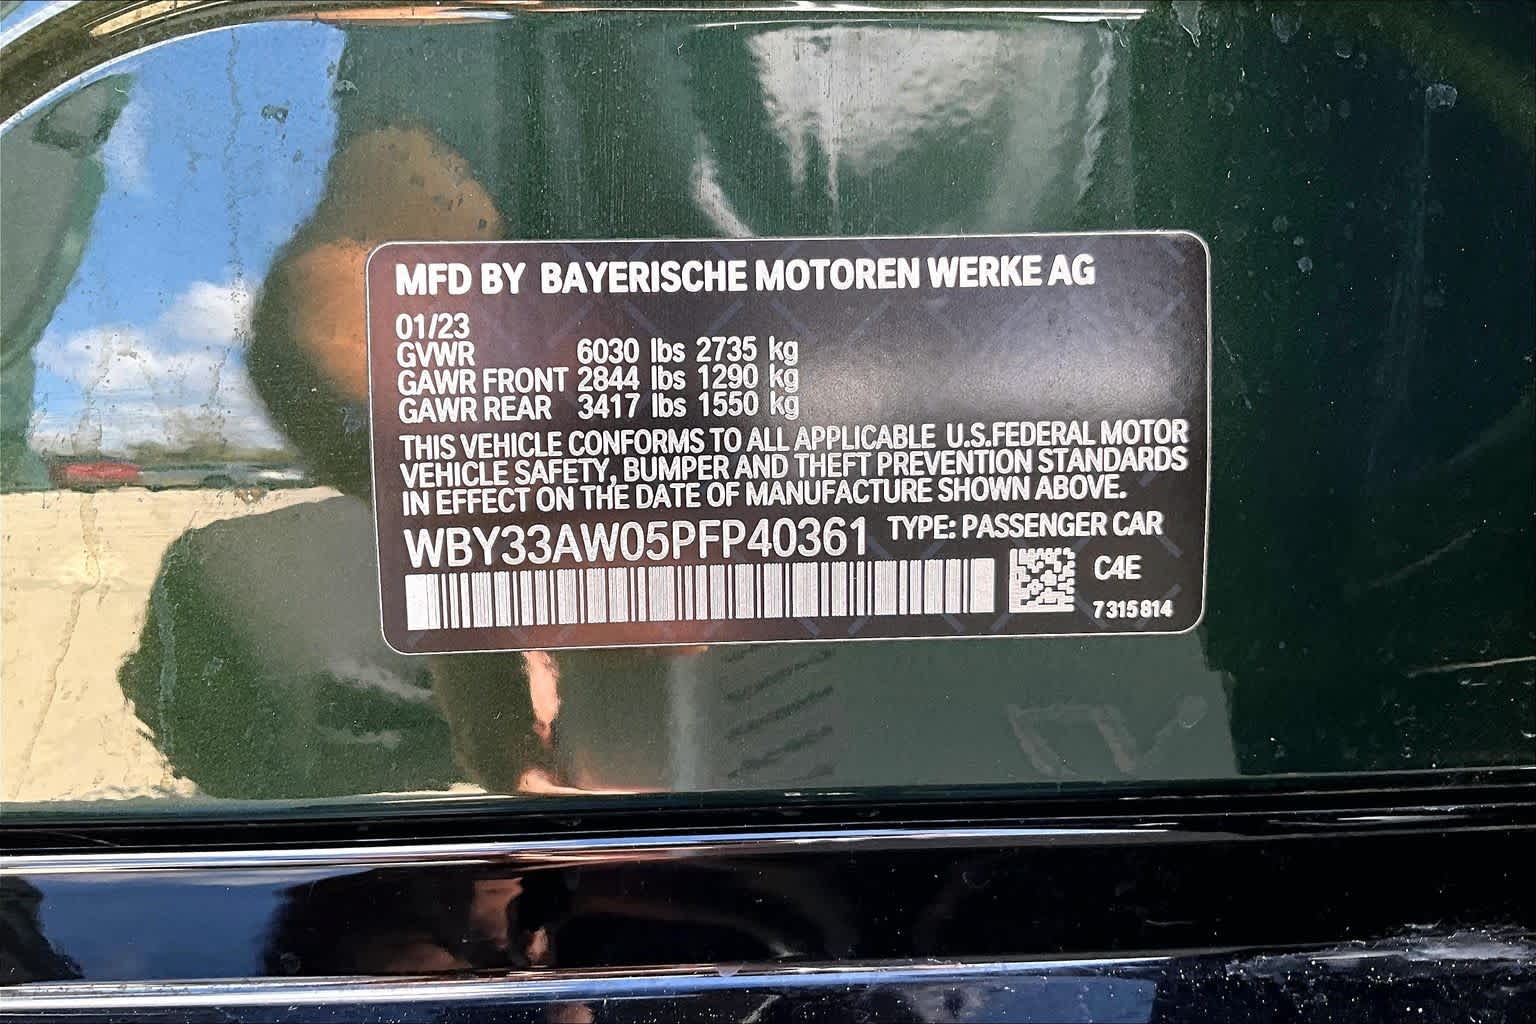 MFD BY BAYERISCHE MOTOREN WERKE AG
01/23
GVWR 6030 lbs 2735 kg
GAWR FRONT 2844 lbs 1290 kg
GAWR REAR 3417 lbs 1550 kg
THIS VEHICLE CONFORMS TO ALL APPLICABLE U.S.FEDERAL MOTOR
VEHICLE SAFETY, BUMPER AND THEFT PREVENTION STANDARDS
IN EFFECT ON THE DATE OF MANUFACTURE SHOWN ABOVE.
WBY33AW05PFP40361 TYPE: PASSENGER CAR
C4E
7315814